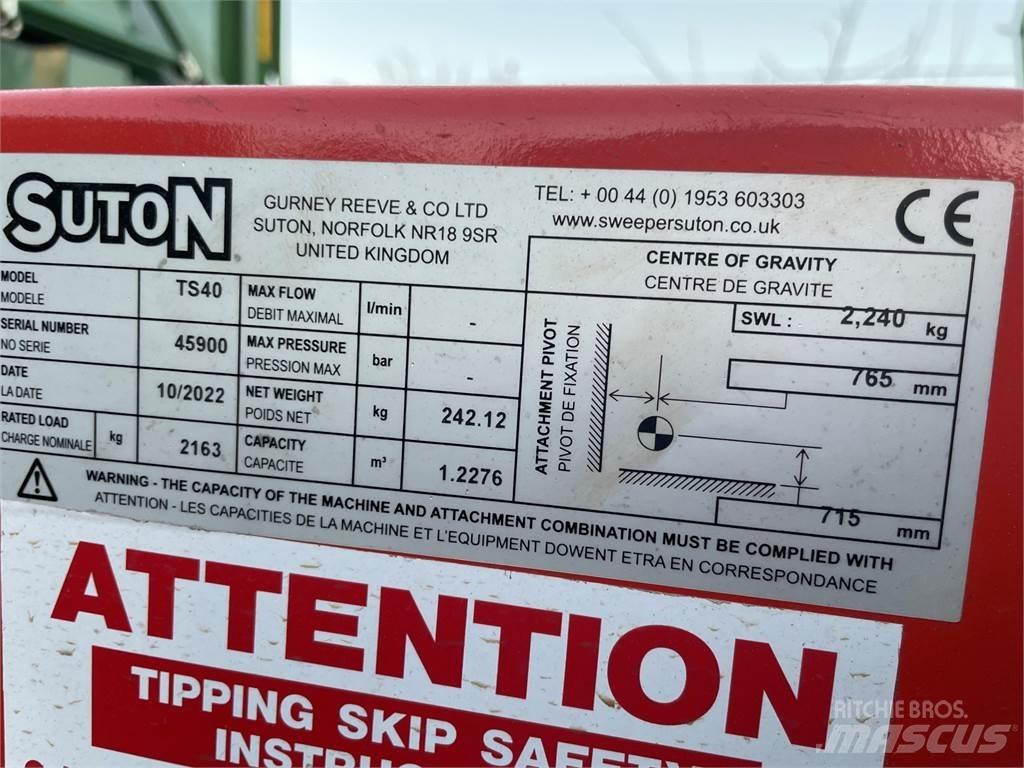 SUTON
GURNEY REEVE & CO LTD
SUTON, NORFOLK NR18 9SR
UNITED KINGDOM
TEL: + 00 44 (0) 1953 603303
www.sweepersuton.co.uk
CE
MODEL
MODELE
TS40
SERIAL NUMBER
NO SERIE
45900
DATE
LA DATE
10/2022
RATED LOAD
CHARGE NOMINALE
kg
2163
MAX FLOW
DEBIT MAXIMAL
l/min
-
MAX PRESSURE
PRESSION MAX
bar
-
NET WEIGHT
POIDS NET
kg
242.12
CAPACITY
CAPACITE
m³
1.2276
CENTRE OF GRAVITY
CENTRE DE GRAVITE
ATTACHMENT PIVOT
PIVOT DE FIXATION
SWL : 2,240 kg
765 mm
715 mm
WARNING - THE CAPACITY OF THE MACHINE AND ATTACHMENT COMBINATION MUST BE COMPLIED WITH
ATTENTION - LES CAPACITIES DE LA MACHINE ET L'EQUIPMENT DOWENT ETRA EN CORRESPONDANCE
ATTENTION
TIPPING SKIP SAFETY
RITCHIE BROS.
MASCUS